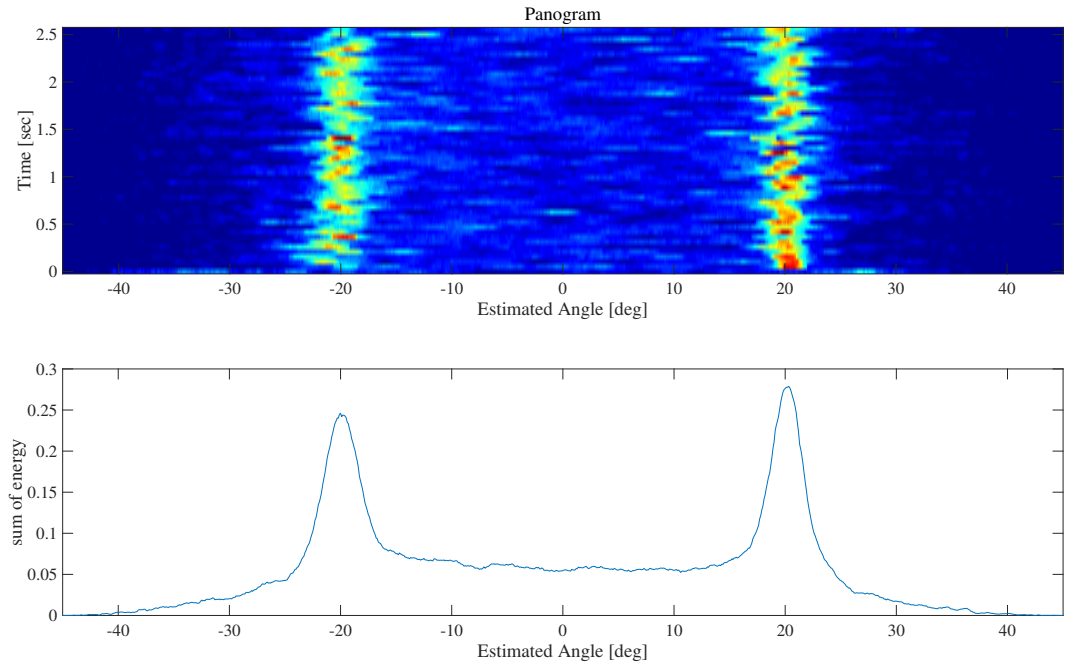 Panogram
2.5
2
1.5
1
0.5
0
Time [sec]
-40 -30 -20 -10 0 10 20 30 40
Estimated Angle [deg]
0.3
0.25
0.2
0.15
0.1
0.05
0
sum of energy
-40 -30 -20 -10 0 10 20 30 40
Estimated Angle [deg]